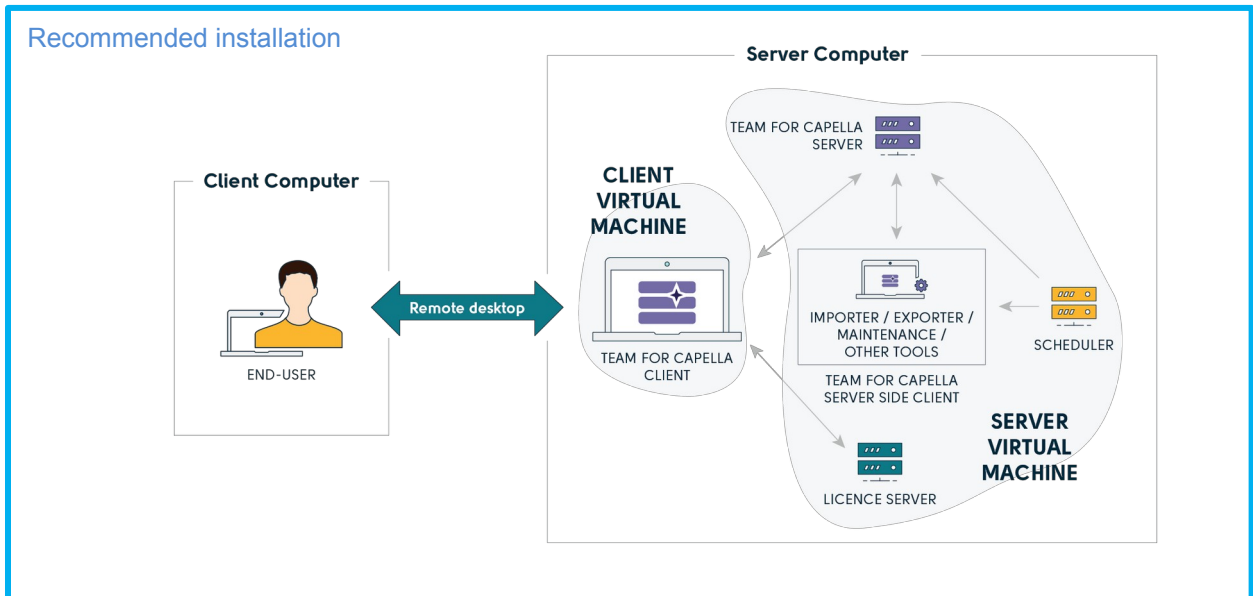 Recommended installation
Server Computer
Client Computer
END-USER
Remote desktop
CLIENT
VIRTUAL
MACHINE
TEAM FOR CAPELLA
CLIENT
TEAM FOR CAPELLA
SERVER
IMPORTER / EXPORTER /
MAINTENANCE /
OTHER TOOLS
TEAM FOR CAPELLA
SERVER SIDE CLIENT
SCHEDULER
SERVER
VIRTUAL
MACHINE
LICENCE SERVER